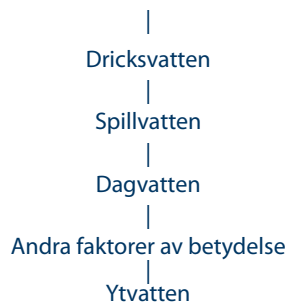 Dricksvatten
Spillvatten
Dagvatten
Andra faktorer av betydelse
Ytvatten